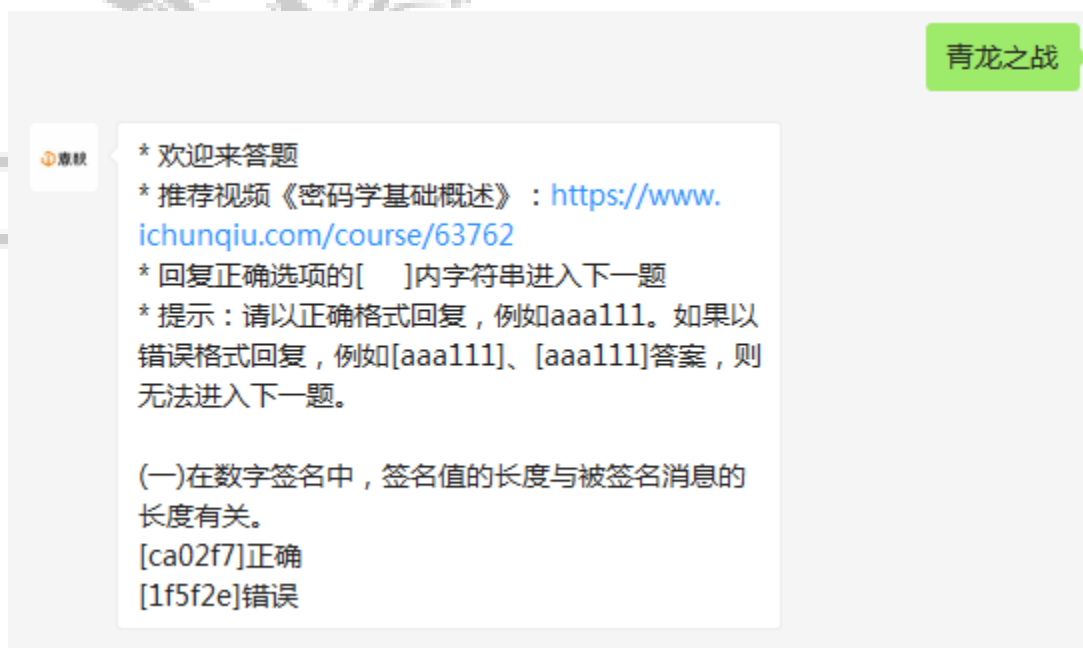 青龙之战
* 欢迎来答题
* 推荐视频《密码学基础概述》：https://www.
ichunqiu.com/course/63762
* 回复正确选项的[　]内字符串进入下一题
* 提示：请以正确格式回复，例如aaa111。如果以
错误格式回复，例如[aaa111]、[aaa111]答案，则
无法进入下一题。
(一)在数字签名中，签名值的长度与被签名消息的
长度有关。
[ca02f7]正确
[1f5f2e]错误